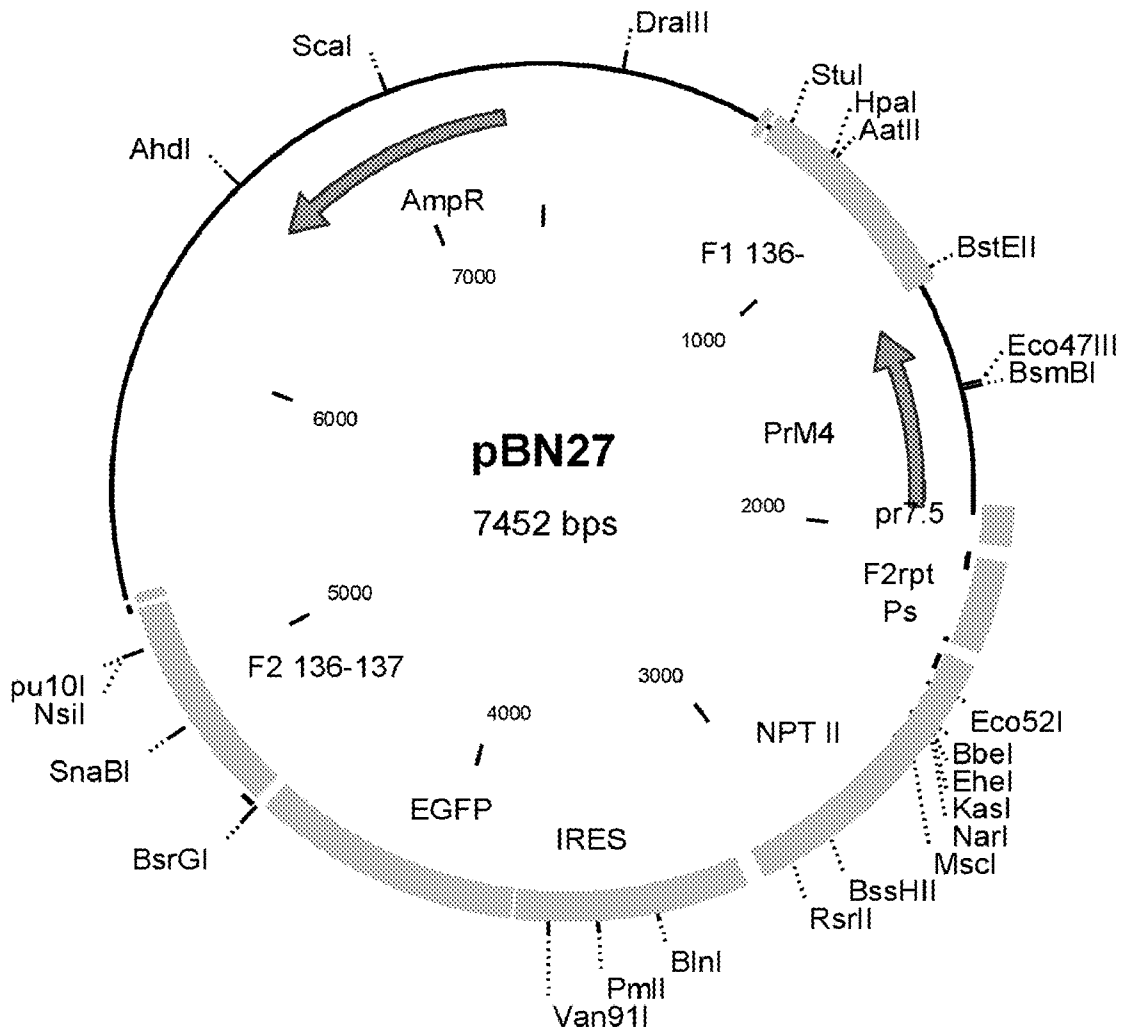 DraIII
ScaI
StuI
HpaI
AatII
AhdI
AmpR
I
F1 136-
BstEII
7000
1000
Eco47III
BsmBI
6000
PrM4
pBN27
7452 bps
2000
pr7.5
F2rpt
Ps
5000
F2 136-137
3000
pu10I
NsiI
4000
NPT II
Eco52I
BbeI
EheI
KasI
NarI
MscI
SnaBI
EGFP
IRES
BsrGI
BssHII
RsrII
BlnI
PmlI
Van91I